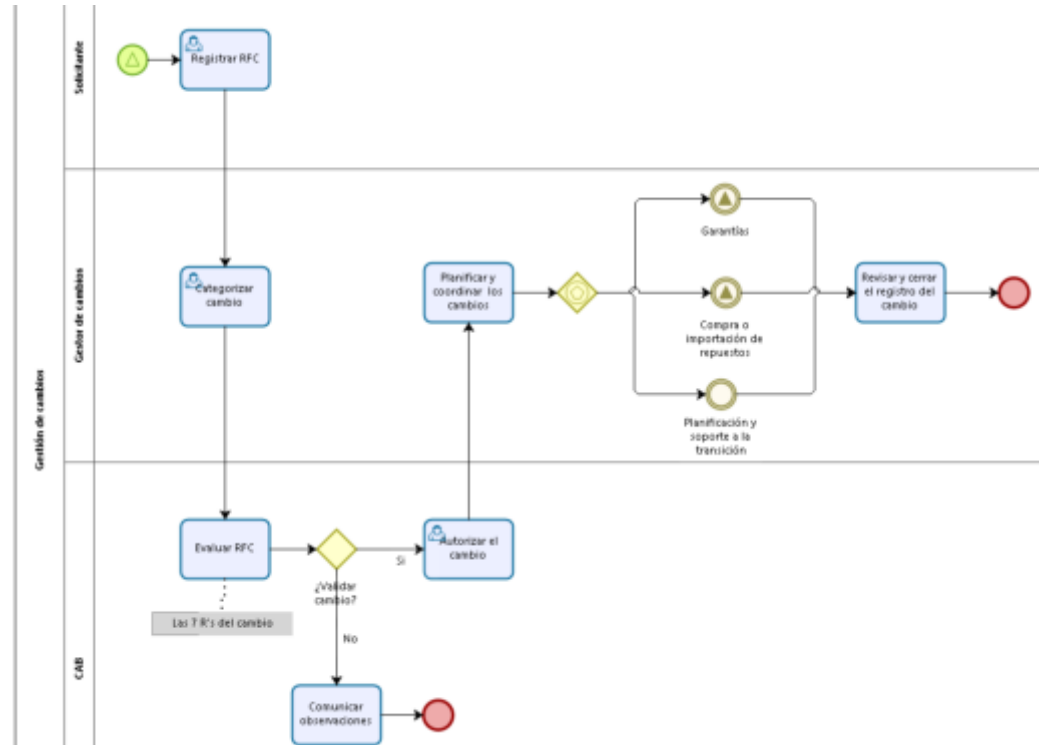 Gestión de cambios
Solicitante
Registrar RFC
Gestor de cambios
Categorizar
cambio
Planificar y
coordinar los
cambios
Garantías
Compra o
importación de
repuestos
Planificación y
soporte a la
transición
Revisar y cerrar
el registro del
cambio
CAB
Evaluar RFC
Las 7 R's del cambio
¿Validar
cambio?
Si
No
Autorizar el
cambio
Comunicar
observaciones